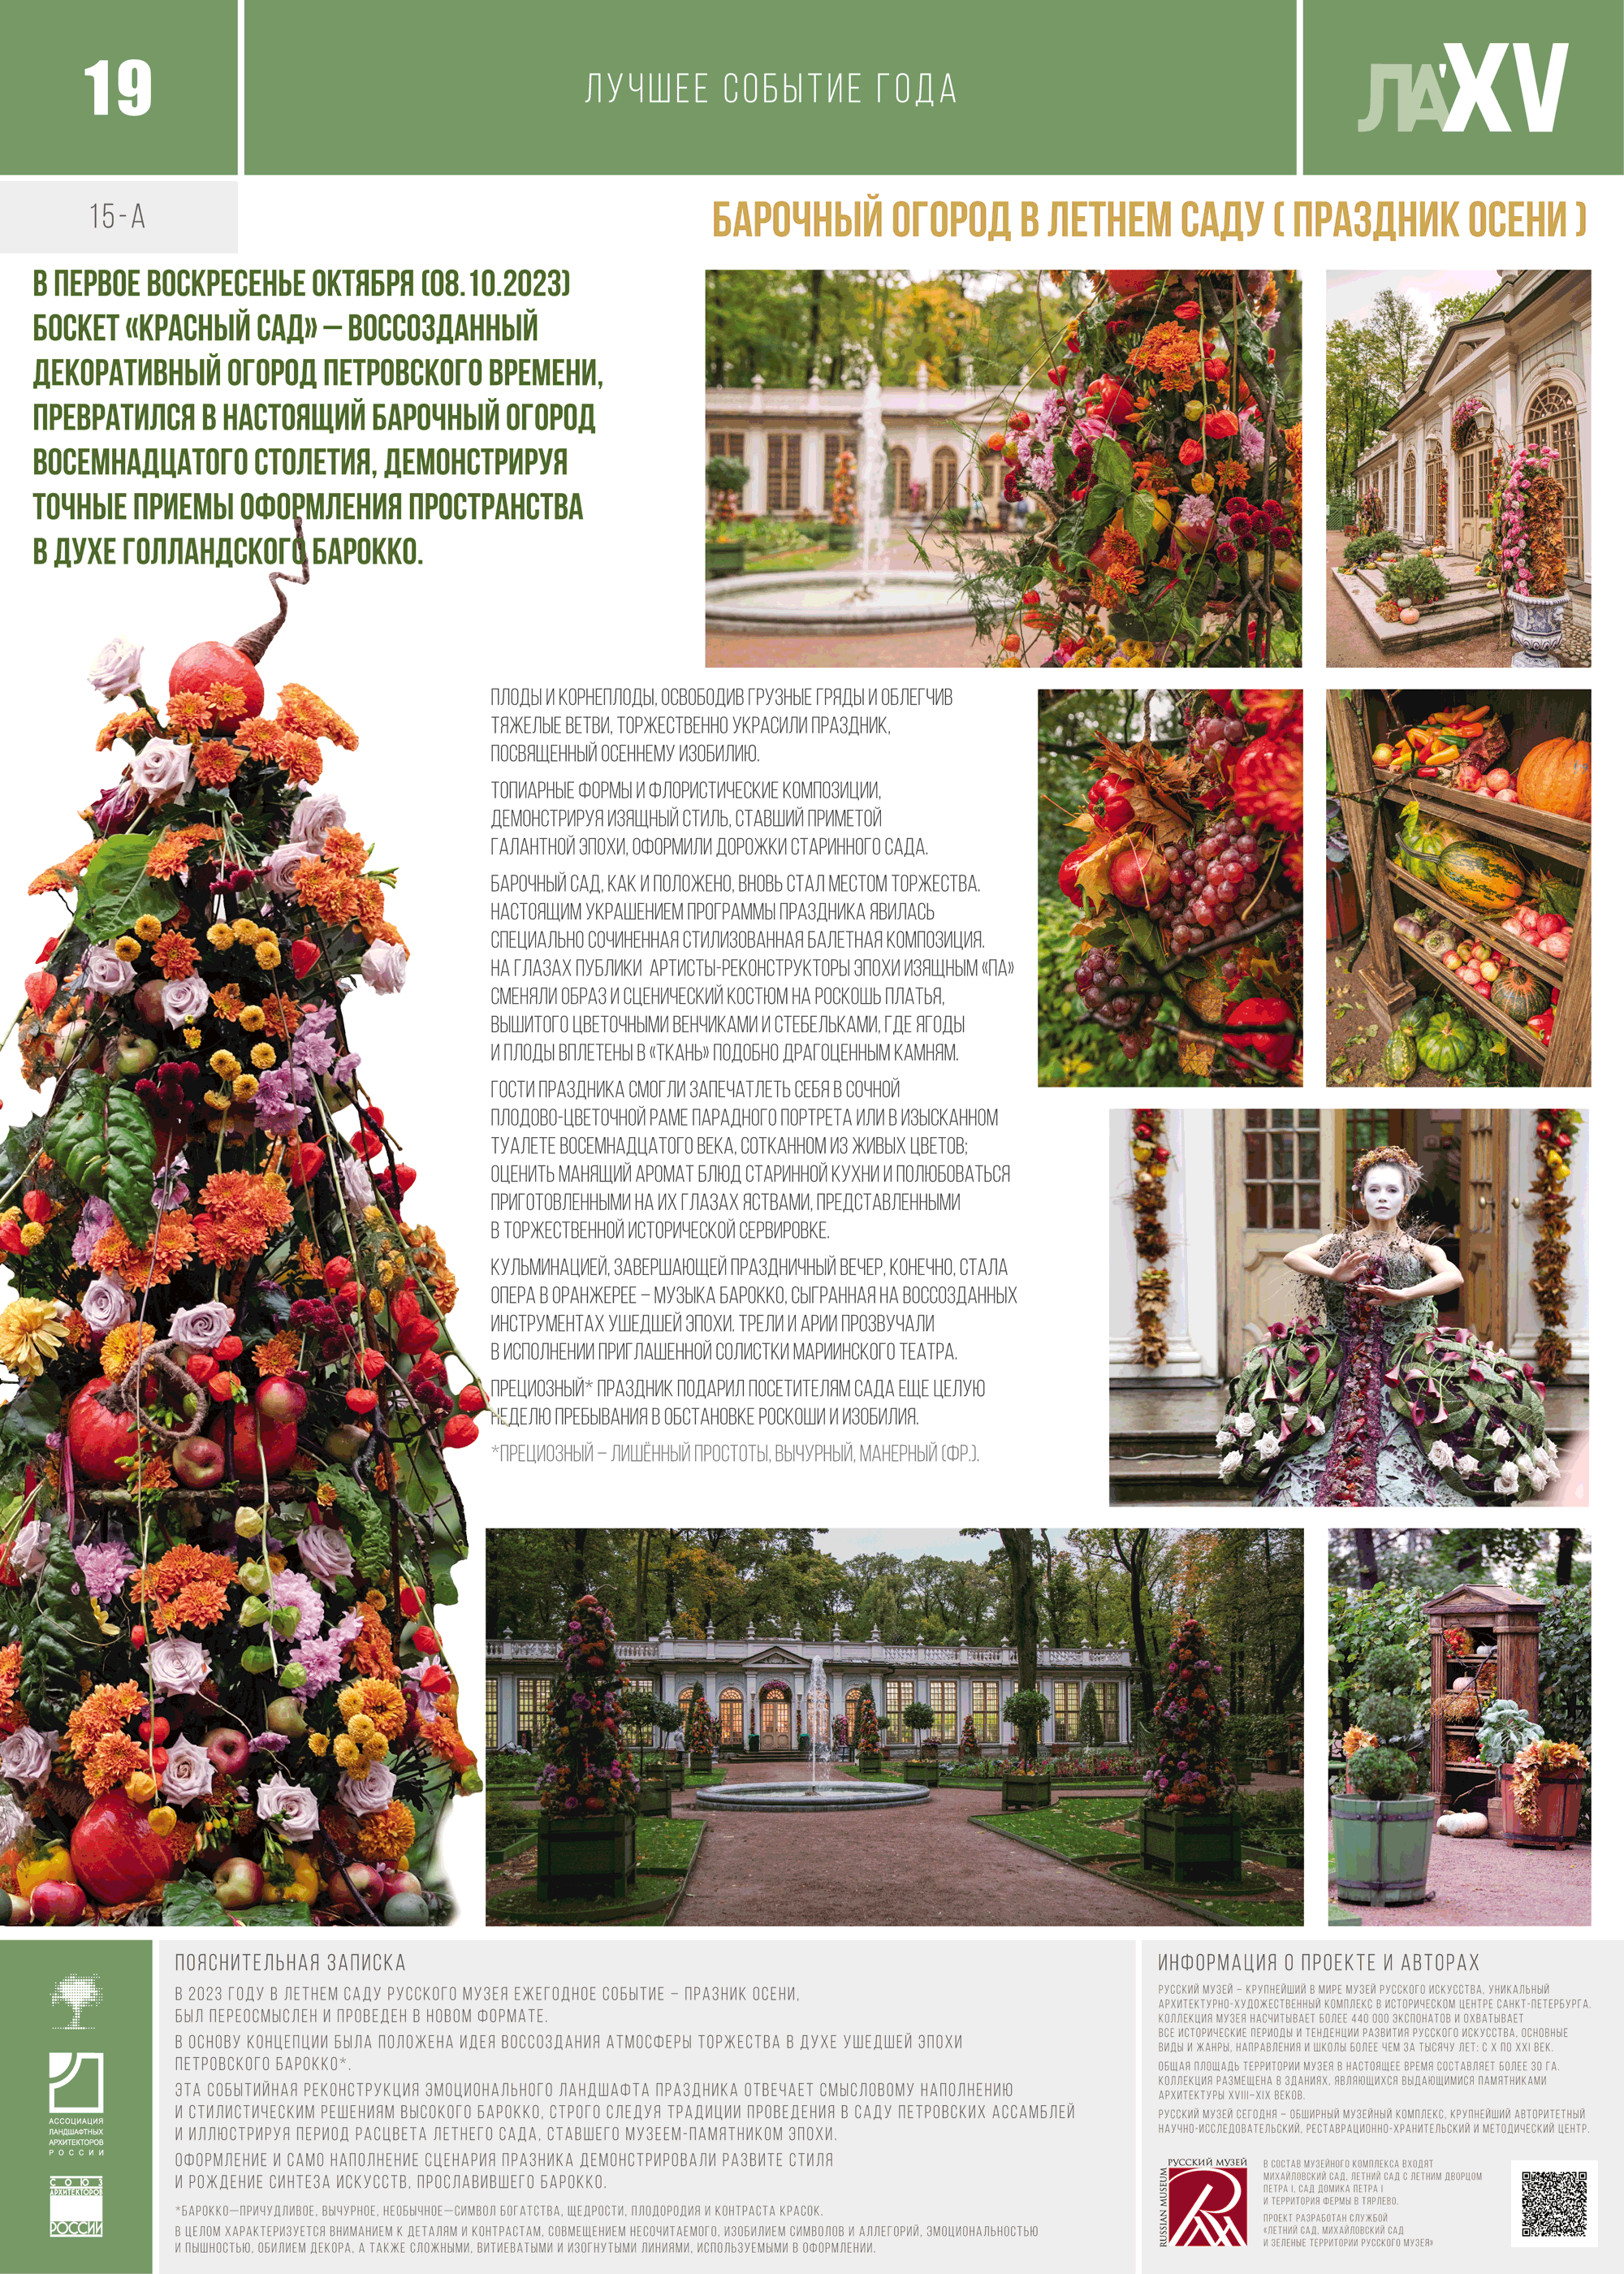 19
ЛУЧШЕЕ СОБЫТИЕ ГОДА
ЛА'XV
15-А
БАРОЧНЫЙ ОГОРОД В ЛЕТНЕМ САДУ ( ПРАЗДНИК ОСЕНИ )
В ПЕРВОЕ ВОСКРЕСЕНЬЕ ОКТЯБРЯ (08.10.2023)
БОСКЕТ «КРАСНЫЙ САД» – ВОССОЗДАННЫЙ
ДЕКОРАТИВНЫЙ ОГОРОД ПЕТРОВСКОГО ВРЕМЕНИ,
ПРЕВРАТИЛСЯ В НАСТОЯЩИЙ БАРОЧНЫЙ ОГОРОД
ВОСЕМНАДЦАТОГО СТОЛЕТИЯ, ДЕМОНСТРИРУЯ
ТОЧНЫЕ ПРИЕМЫ ОФОРМЛЕНИЯ ПРОСТРАНСТВА
В ДУХЕ ГОЛЛАНДСКОГО БАРОККО.
ПЛОДЫ И КОРНЕПЛОДЫ, ОСВОБОДИВ ГРУЗНЫЕ ГРЯДЫ И ОБЛЕГЧИВ
ТЯЖЕЛЫЕ ВЕТВИ, ТОРЖЕСТВЕННО УКРАСИЛИ ПРАЗДНИК,
ПОСВЯЩЕННЫЙ ОСЕННЕМУ ИЗОБИЛИЮ.
ТОПИАРНЫЕ ФОРМЫ И ФЛОРИСТИЧЕСКИЕ КОМПОЗИЦИИ,
ДЕМОНСТРИРУЯ ИЗЯЩНЫЙ СТИЛЬ, СТАВШИЙ ПРИМЕТОЙ
ГАЛАНТНОЙ ЭПОХИ, ОФОРМИЛИ ДОРОЖКИ СТАРИННОГО САДА.
БАРОЧНЫЙ САД, КАК И ПОЛОЖЕНО, ВНОВЬ СТАЛ МЕСТОМ ТОРЖЕСТВА.
НАСТОЯЩИМ УКРАШЕНИЕМ ПРОГРАММЫ ПРАЗДНИКА ЯВИЛАСЬ
СПЕЦИАЛЬНО СОЧИНЕННАЯ СТИЛИЗОВАННАЯ БАЛЕТНАЯ КОМПОЗИЦИЯ.
НА ГЛАЗАХ ПУБЛИКИ АРТИСТЫ-РЕКОНСТРУКТОРЫ ЭПОХИ ИЗЯЩНЫМ «ПА»
СМЕНЯЛИ ОБРАЗ И СЦЕНИЧЕСКИЙ КОСТЮМ НА РОСКОШЬ ПЛАТЬЯ,
ВЫШИТОГО ЦВЕТОЧНЫМИ ВЕНЧИКАМИ И СТЕБЕЛЬКАМИ, ГДЕ ЯГОДЫ
И ПЛОДЫ ВПЛЕТЕНЫ В «ТКАНЬ» ПОДОБНО ДРАГОЦЕННЫМ КАМНЯМ.
ГОСТИ ПРАЗДНИКА СМОГЛИ ЗАПЕЧАТЛЕТЬ СЕБЯ В СОЧНОЙ
ПЛОДОВО-ЦВЕТОЧНОЙ РАМЕ ПАРАДНОГО ПОРТРЕТА ИЛИ В ИЗЫСКАННОМ
ТУАЛЕТЕ ВОСЕМНАДЦАТОГО ВЕКА, СОТКАННОМ ИЗ ЖИВЫХ ЦВЕТОВ;
ОЦЕНИТЬ МАНЯЩИЙ АРОМАТ БЛЮД СТАРИННОЙ КУХНИ И ПОЛЮБОВАТЬСЯ
ПРИГОТОВЛЕННЫМИ НА ИХ ГЛАЗАХ ЯСТВАМИ, ПРЕДСТАВЛЕННЫМИ
В ТОРЖЕСТВЕННОЙ ИСТОРИЧЕСКОЙ СЕРВИРОВКЕ.
КУЛЬМИНАЦИЕЙ, ЗАВЕРШАЮЩЕЙ ПРАЗДНИЧНЫЙ ВЕЧЕР, КОНЕЧНО, СТАЛА
ОПЕРА В ОРАНЖЕРЕЕ – МУЗЫКА БАРОККО, СЫГРАННАЯ НА ВОССОЗДАННЫХ
ИНСТРУМЕНТАХ УШЕДШЕЙ ЭПОХИ. ТРЕЛИ И АРИИ ПРОЗВУЧАЛИ
В ИСПОЛНЕНИИ ПРИГЛАШЕННОЙ СОЛИСТКИ МАРИИНСКОГО ТЕАТРА.
ПРЕЦИОЗНЫЙ* ПРАЗДНИК ПОДАРИЛ ПОСЕТИТЕЛЯМ САДА ЕЩЕ ЦЕЛУЮ
НЕДЕЛЮ ПРЕБЫВАНИЯ В ОБСТАНОВКЕ РОСКОШИ И ИЗОБИЛИЯ.
*ПРЕЦИОЗНЫЙ – ЛИШЁННЫЙ ПРОСТОТЫ, ВЫЧУРНЫЙ, МАНЕРНЫЙ (ФР.).
АССОЦИАЦИЯ
ЛАНДШАФТНЫХ
АРХИТЕКТОРОВ
РОССИИ
СОЮЗ
АРХИТЕКТОРОВ
РОССИИ
ПОЯСНИТЕЛЬНАЯ ЗАПИСКА
В 2023 ГОДУ В ЛЕТНЕМ САДУ РУССКОГО МУЗЕЯ ЕЖЕГОДНОЕ СОБЫТИЕ – ПРАЗНИК ОСЕНИ,
БЫЛ ПЕРЕОСМЫСЛЕН И ПРОВЕДЕН В НОВОМ ФОРМАТЕ.
В ОСНОВУ КОНЦЕПЦИИ БЫЛА ПОЛОЖЕНА ИДЕЯ ВОССОЗДАНИЯ АТМОСФЕРЫ ТОРЖЕСТВА В ДУХЕ УШЕДШЕЙ ЭПОХИ
ПЕТРОВСКОГО БАРОККО*.
ЭТА СОБЫТИЙНАЯ РЕКОНСТРУКЦИЯ ЭМОЦИОНАЛЬНОГО ЛАНДШАФТА ПРАЗДНИКА ОТВЕЧАЕТ СМЫСЛОВОМУ НАПОЛНЕНИЮ
И СТИЛИСТИЧЕСКИМ РЕШЕНИЯМ ВЫСОКОГО БАРОККО, СТРОГО СЛЕДУЯ ТРАДИЦИИ ПРОВЕДЕНИЯ В САДУ ПЕТРОВСКИХ АССАМБЛЕЙ
И ИЛЛЮСТРИРУЯ ПЕРИОД РАСЦВЕТА ЛЕТНЕГО САДА, СТАВШЕГО МУЗЕЕМ-ПАМЯТНИКОМ ЭПОХИ.
ОФОРМЛЕНИЕ И САМО НАПОЛНЕНИЕ СЦЕНАРИЯ ПРАЗНИКА ДЕМОНСТРИРОВАЛИ РАЗВИТЕ СТИЛЯ
И РОЖДЕНИЕ СИНТЕЗА ИСКУССТВ, ПРОСЛАВИВШЕГО БАРОККО.
*БАРОККО—ПРИЧУДЛИВОЕ, ВЫЧУРНОЕ, НЕОБЫЧНОЕ—СИМВОЛ БОГАТСТВА, ЩЕДРОСТИ, ПЛОДОРОДИЯ И КОНТРАСТА КРАСОК.
В ЦЕЛОМ ХАРАКТЕРИЗУЕТСЯ ВНИМАНИЕМ К ДЕТАЛЯМ И КОНТРАСТАМ, СОВМЕЩЕНИЕМ НЕСОЧИТАЕМОГО, ИЗОБИЛИЕМ СИМВОЛОВ И АЛЛЕГОРИЙ, ЭМОЦИОНАЛЬНОСТЬЮ
И ПЫШНОСТЬЮ, ОБИЛИЕМ ДЕКОРА, А ТАКЖЕ СЛОЖНЫМИ, ВИТИЕВАТЫМИ И ИЗОГНУТЫМИ ЛИНИЯМИ, ИСПОЛЬЗУЕМЫМИ В ОФОРМЛЕНИИ.
ИНФОРМАЦИЯ О ПРОЕКТЕ И АВТОРАХ
РУССКИЙ МУЗЕЙ – КРУПНЕЙШИЙ В МИРЕ МУЗЕЙ РУССКОГО ИСКУССТВА, УНИКАЛЬНЫЙ
АРХИТЕКТУРНО-ХУДОЖЕСТВЕННЫЙ КОМПЛЕКС В ИСТОРИЧЕСКОМ ЦЕНТРЕ САНКТ-ПЕТЕРБУРГА.
КОЛЛЕКЦИЯ МУЗЕЯ НАСЧИТЫВАЕТ БОЛЕЕ 440 000 ЭКСПОНАТОВ И ОХВАТЫВАЕТ
ВСЕ ИСТОРИЧЕСКИЕ ПЕРИОДЫ И ТЕНДЕНЦИИ РАЗВИТИЯ РУССКОГО ИСКУССТВА, ОСНОВНЫЕ
ВИДЫ И ЖАНРЫ, НАПРАВЛЕНИЯ И ШКОЛЫ БОЛЕЕ ЧЕМ ЗА ТЫСЯЧУ ЛЕТ: С X ПО XXI ВЕК.
ОБЩАЯ ПЛОЩАДЬ ТЕРРИТОРИИ МУЗЕЯ В НАСТОЯЩЕЕ ВРЕМЯ СОСТАВЛЯЕТ БОЛЕЕ 30 ГА.
КОЛЛЕКЦИЯ РАЗМЕЩЕНА В ЗДАНИЯХ, ЯВЛЯЮЩИХСЯ ВЫДАЮЩИМИСЯ ПАМЯТНИКАМИ
АРХИТЕКТУРЫ XVIII–XIX ВЕКОВ.
РУССКИЙ МУЗЕЙ СЕГОДНЯ – ОБШИРНЫЙ МУЗЕЙНЫЙ КОМПЛЕКС, КРУПНЕЙШИЙ АВТОРИТЕТНЫЙ
НАУЧНО-ИССЛЕДОВАТЕЛЬСКИЙ, РЕСТАВРАЦИОННО-ХРАНИТЕЛЬСКИЙ И МЕТОДИЧЕСКИЙ ЦЕНТР.
РУССКИЙ МУЗЕЙ
RUSSIAN MUSEUM
В СОСТАВ МУЗЕЙНОГО КОМПЛЕКСА ВХОДЯТ
МИХАЙЛОВСКИЙ САД, ЛЕТНИЙ САД С ЛЕТНИМ ДВОРЦОМ
ПЕТРА I, САД ДОМИКА ПЕТРА I
И ТЕРРИТОРИЯ ФЕРМЫ В ТЯРЛЕВО.
ПРОЕКТ РАЗРАБОТАН СЛУЖБОЙ
«ЛЕТНИЙ САД, МИХАЙЛОВСКИЙ САД
И ЗЕЛЕНЫЕ ТЕРРИТОРИИ РУССКОГО МУЗЕЯ»